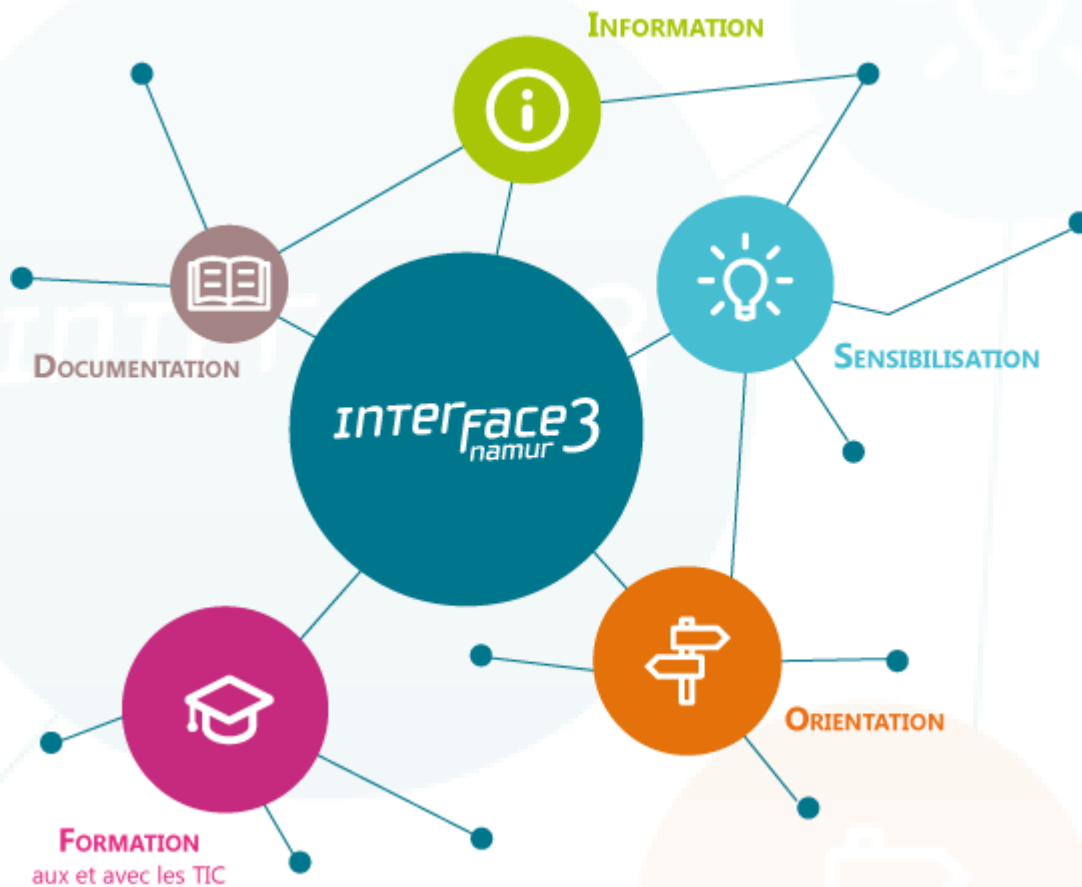 INFORMATION
SENSIBILISATION
DOCUMENTATION
INTERFACE3
namur
ORIENTATION
FORMATION
aux et avec les TIC